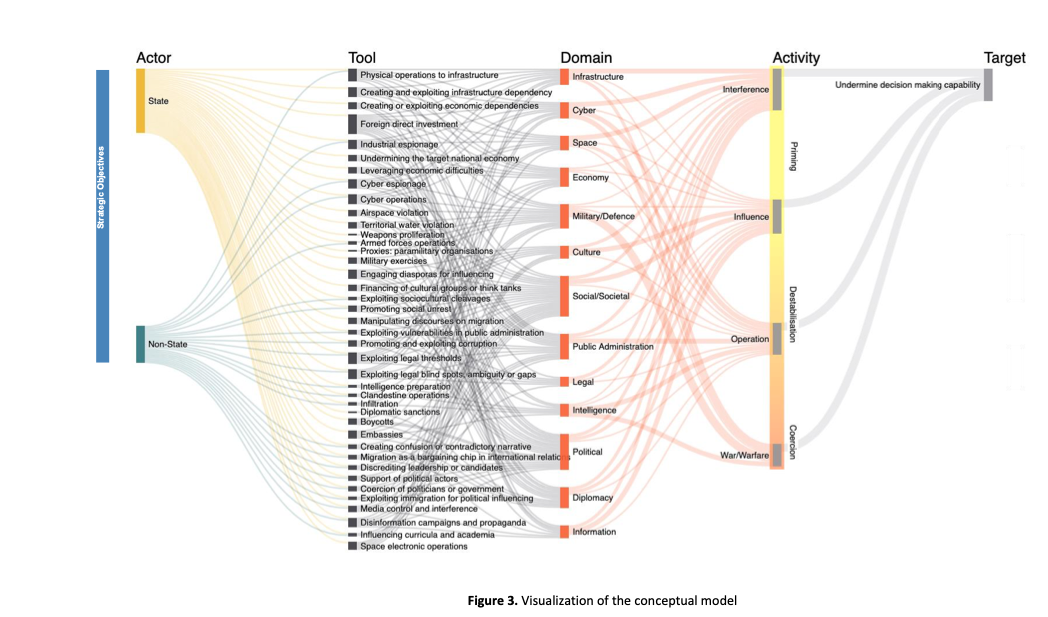 Actor
Tool
Domain
Activity
Target
Strategic Objectives
State
Non-State
Physical operations to infrastructure
Creating and exploiting infrastructure dependency
Creating or exploiting economic dependencies
Foreign direct investment
Industrial espionage
Undermining the target national economy
Leveraging economic difficulties
Cyber espionage
Cyber operations
Airspace violation
Territorial water violation
Weapons proliferation
Armed forces operations
Proxies: paramilitary organisations
Military exercises
Engaging diasporas for influencing
Financing of cultural groups or think tanks
Exploiting sociocultural cleavages
Promoting social unrest
Manipulating discourses on migration
Exploiting vulnerabilities in public administration
Promoting and exploiting corruption
Exploiting legal thresholds
Exploiting legal blind spots, ambiguity or gaps
Intelligence preparation
Clandestine operations
Infiltration
Diplomatic sanctions
Boycotts
Embassies
Creating confusion or contradictory narrative
Migration as a bargaining chip in international relations
Discrediting leadership or candidates
Support of political actors
Coercion of politicians or government
Exploiting immigration for political influencing
Media control and interference
Disinformation campaigns and propaganda
Influencing curricula and academia
Space electronic operations
Infrastructure
Cyber
Space
Economy
Military/Defence
Culture
Social/Societal
Public Administration
Legal
Intelligence
Political
Diplomacy
Information
Interference
Influence
Operation
War/Warfare
Priming
Destabilisation
Coercion
Undermine decision making capability
Figure 3. Visualization of the conceptual model